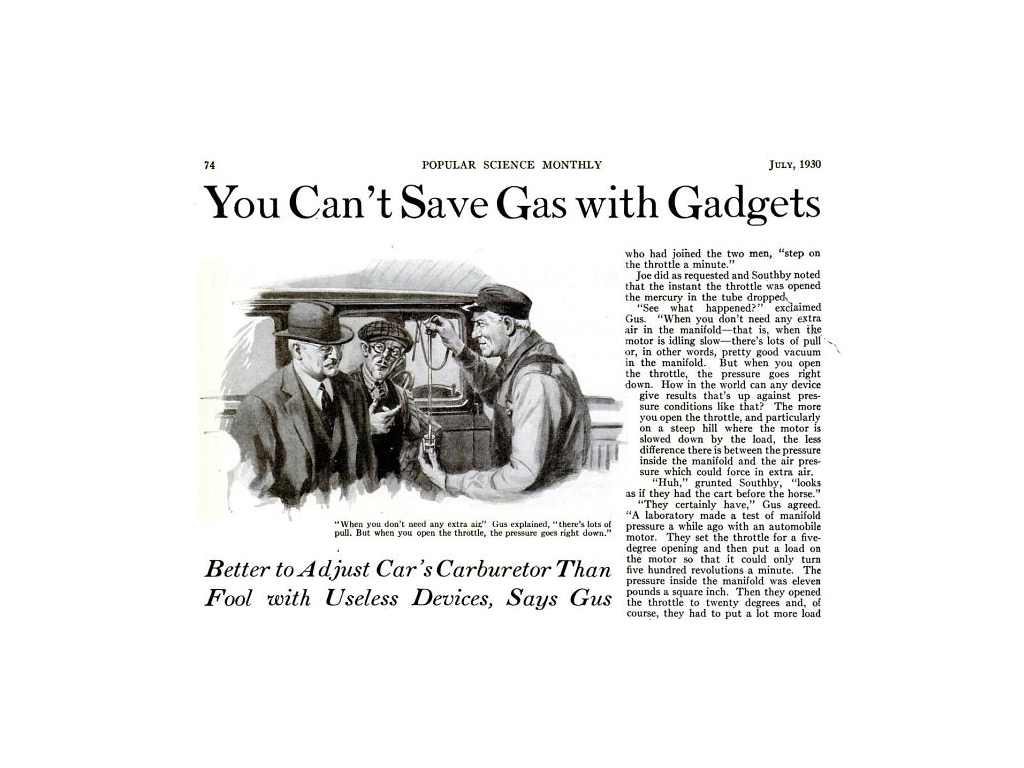 74 POPULAR SCIENCE MONTHLY JULY, 1930
You Can't Save Gas with Gadgets
"When you don't need any extra air," Gus explained, "there's lots of
pull. But when you open the throttle, the pressure goes right down."
Better to Adjust Car's Carburetor Than
Fool with Useless Devices, Says Gus
who had joined the two men, "step on
the throttle a minute."
Joe did as requested and Southby noted
that the instant the throttle was opened
the mercury in the tube dropped.
"See what happened?" exclaimed
Gus. "When you don't need any extra
air in the manifold—that is, when the
motor is idling slow—there's lots of pull
or, in other words, pretty good vacuum
in the manifold. But when you open
the throttle, the pressure goes right
down. How in the world can any device
give results that's up against pres-
sure conditions like that? The more
you open the throttle, and particularly
on a steep hill where the motor is
slowed down by the load, the less
difference there is between the pressure
inside the manifold and the air pres-
sure which could force in extra air.
"Huh," grunted Southby, "looks
as if they had the cart before the horse."
"They certainly have," Gus agreed.
"A laboratory made a test of manifold
pressure a while ago with an automobile
motor. They set the throttle for a five-
degree opening and then put a load on
the motor so that it could only turn
five hundred revolutions a minute. The
pressure inside the manifold was eleven
pounds a square inch. Then they opened
the throttle to twenty degrees and, of
course, they had to put a lot more load